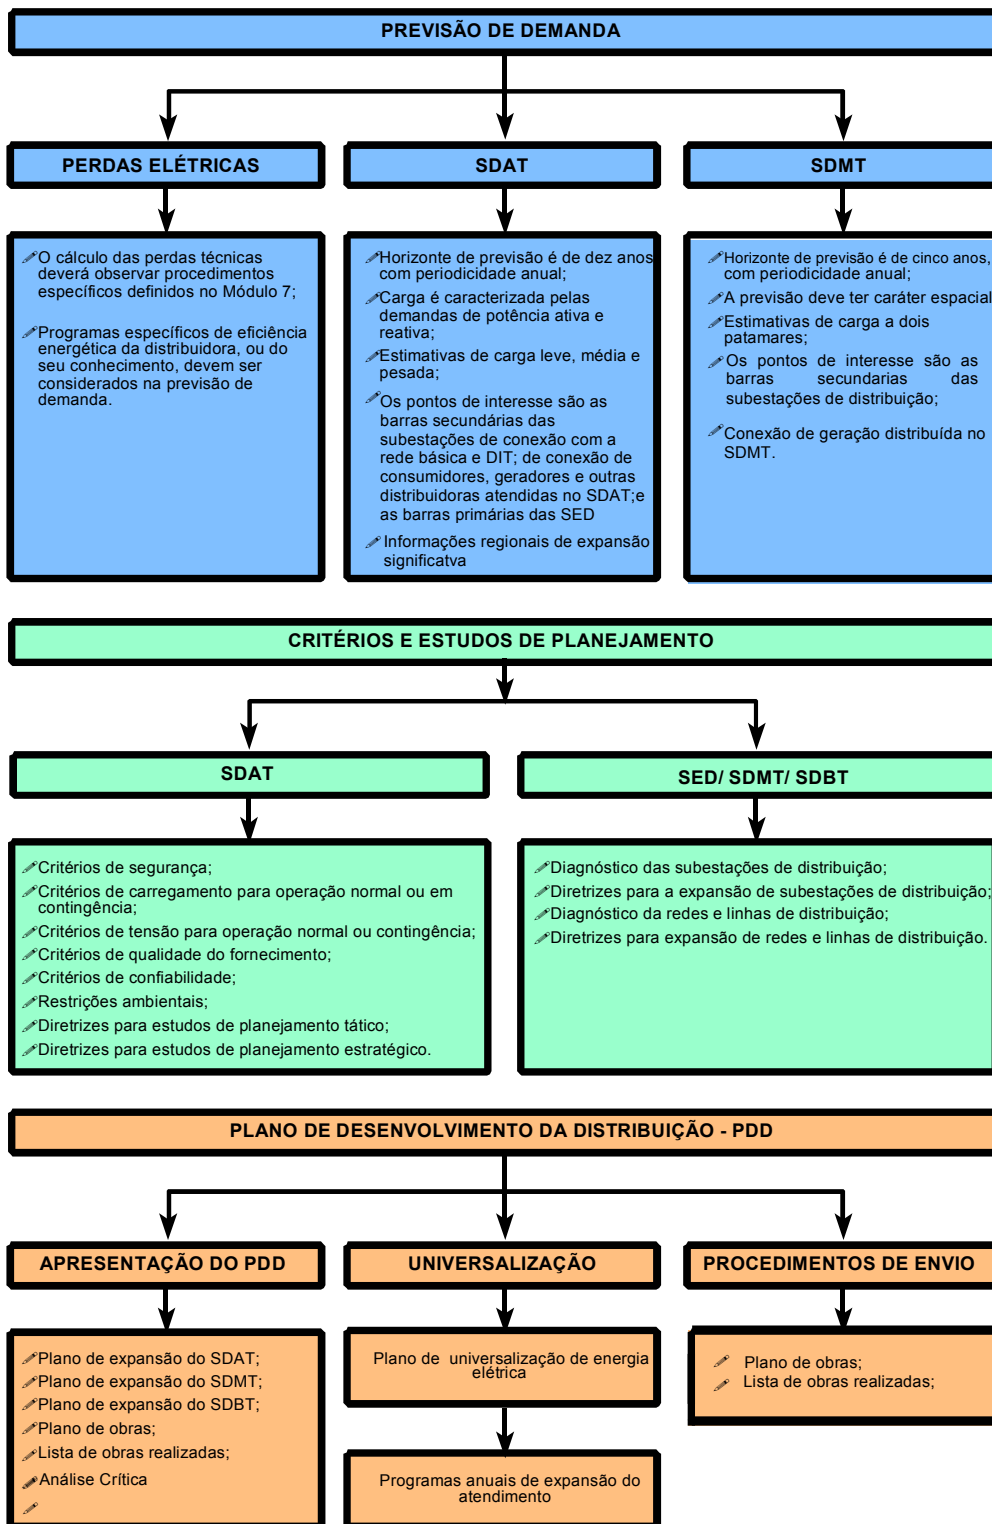 PREVISÃO DE DEMANDA
PERDAS ELÉTRICAS
O cálculo das perdas técnicas
deverá observar procedimentos
específicos definidos no Módulo 7;
Programas específicos de eficiência
energética da distribuidora, ou do
seu conhecimento, devem ser
considerados na previsão de
demanda.
SDAT
Horizonte de previsão é de dez anos
com periodicidade anual;
Carga é caracterizada pelas
demandas de potência ativa e
reativa;
Estimativas de carga leve, média e
pesada;
Os pontos de interesse são as
barras secundárias das
subestações de conexão com a
rede básica e DIT; de conexão de
consumidores, geradores e outras
distribuidoras atendidas no SDAT;e
as barras primárias das SED
Informações regionais de expansão
significatva
SDMT
Horizonte de previsão é de cinco anos,
com periodicidade anual;
A previsão deve ter caráter espacial
Estimativas de carga a dois
patamares;
Os pontos de interesse são as
barras secundarias das
subestações de distribuição;
Conexão de geração distribuída no
SDMT.
CRITÉRIOS E ESTUDOS DE PLANEJAMENTO
SDAT
Critérios de segurança;
Critérios de carregamento para operação normal ou em
contingência;
Critérios de tensão para operação normal ou contingência;
Critérios de qualidade do fornecimento;
Critérios de confiabilidade;
Restrições ambientais;
Diretrizes para estudos de planejamento tático;
Diretrizes para estudos de planejamento estratégico.
SED/ SDMT/ SDBT
Diagnóstico das subestações de distribuição;
Diretrizes para a expansão de subestações de distribuição;
Diagnóstico da redes e linhas de distribuição;
Diretrizes para expansão de redes e linhas de distribuição.
PLANO DE DESENVOLVIMENTO DA DISTRIBUIÇÃO - PDD
APRESENTAÇÃO DO PDD
Plano de expansão do SDAT;
Plano de expansão do SDMT;
Plano de expansão do SDBT;
Plano de obras;
Lista de obras realizadas;
Análise Crítica
UNIVERSALIZAÇÃO
Plano de universalização de energia
elétrica
Programas anuais de expansão do
atendimento
PROCEDIMENTOS DE ENVIO
Plano de obras;
Lista de obras realizadas;